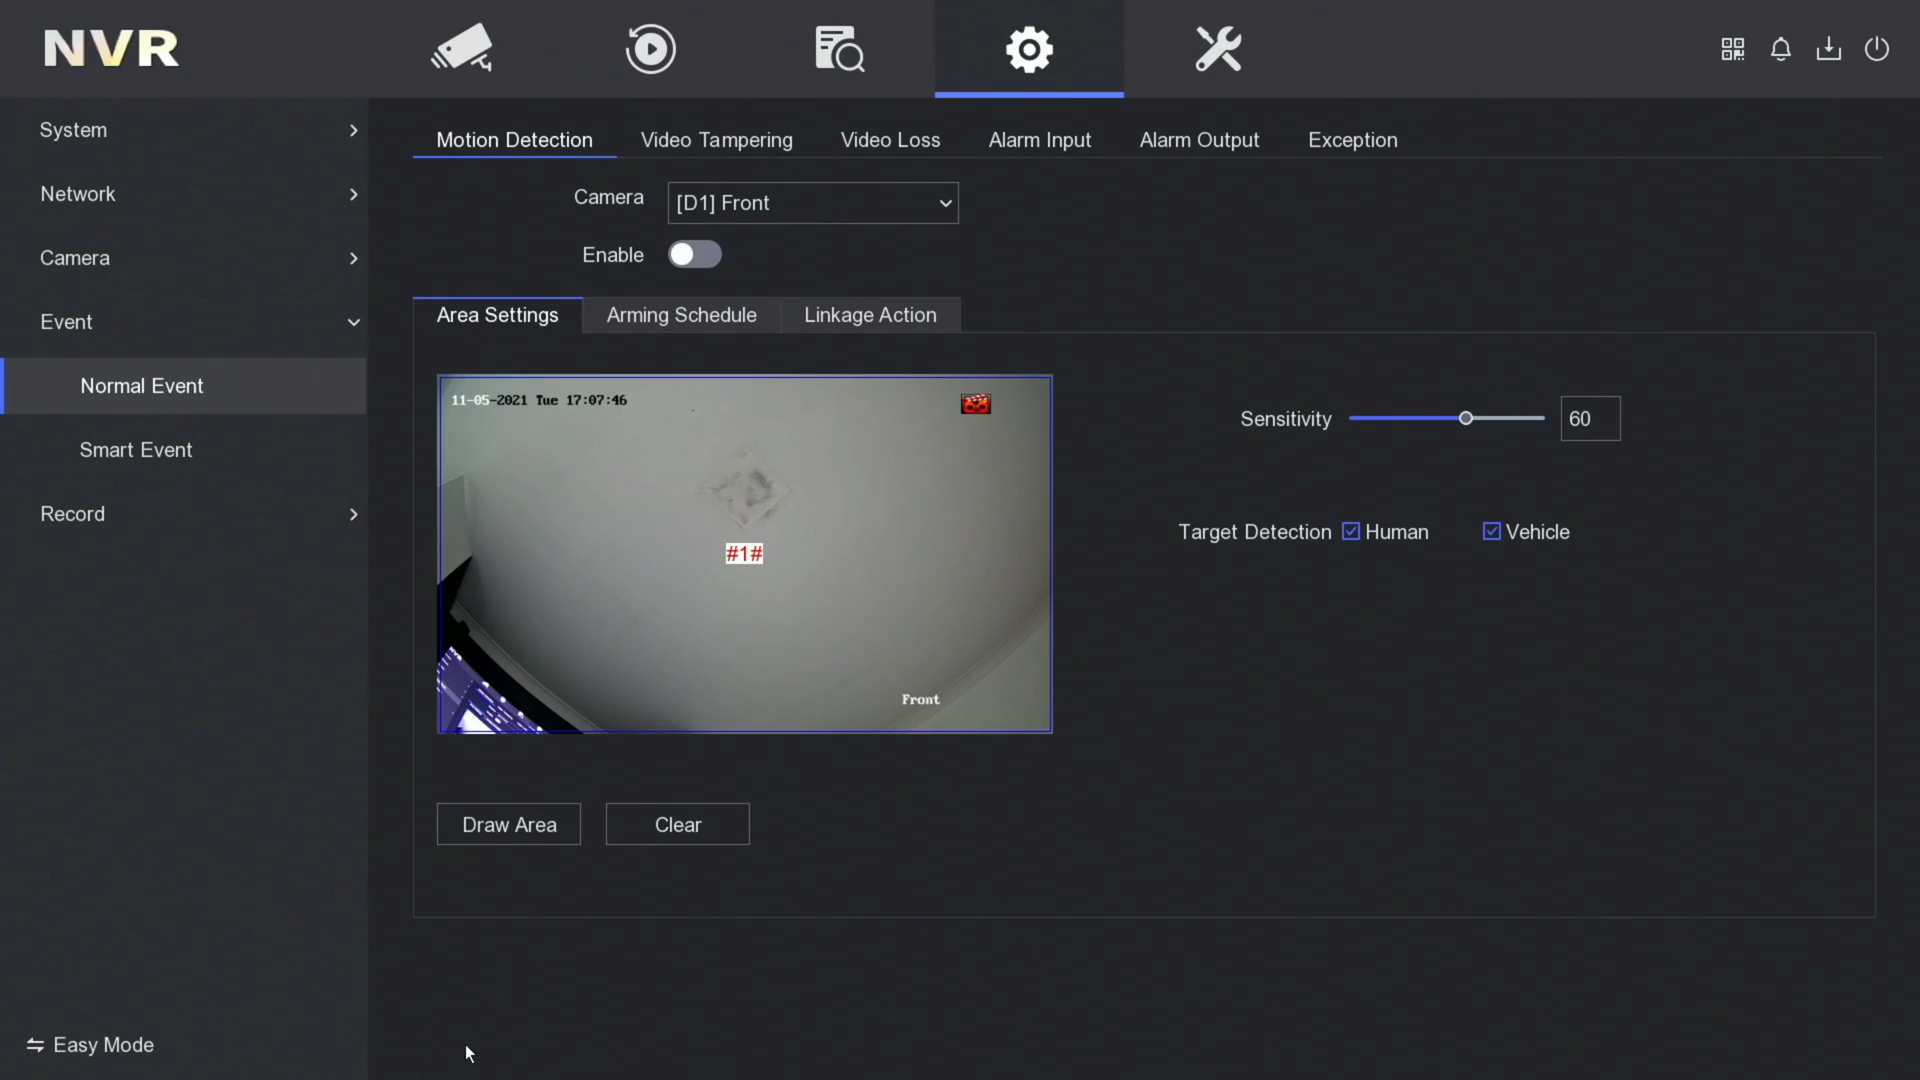 NVR
System
Network
Camera
Event
Normal Event
Smart Event
Record
Easy Mode
Motion Detection Video Tampering Video Loss Alarm Input Alarm Output Exception
Camera [D1] Front
Enable
Area Settings Arming Schedule Linkage Action
11-05-2021 Tue 17:07:46
#1#
Front
Sensitivity 60
Target Detection Human Vehicle
Draw Area Clear